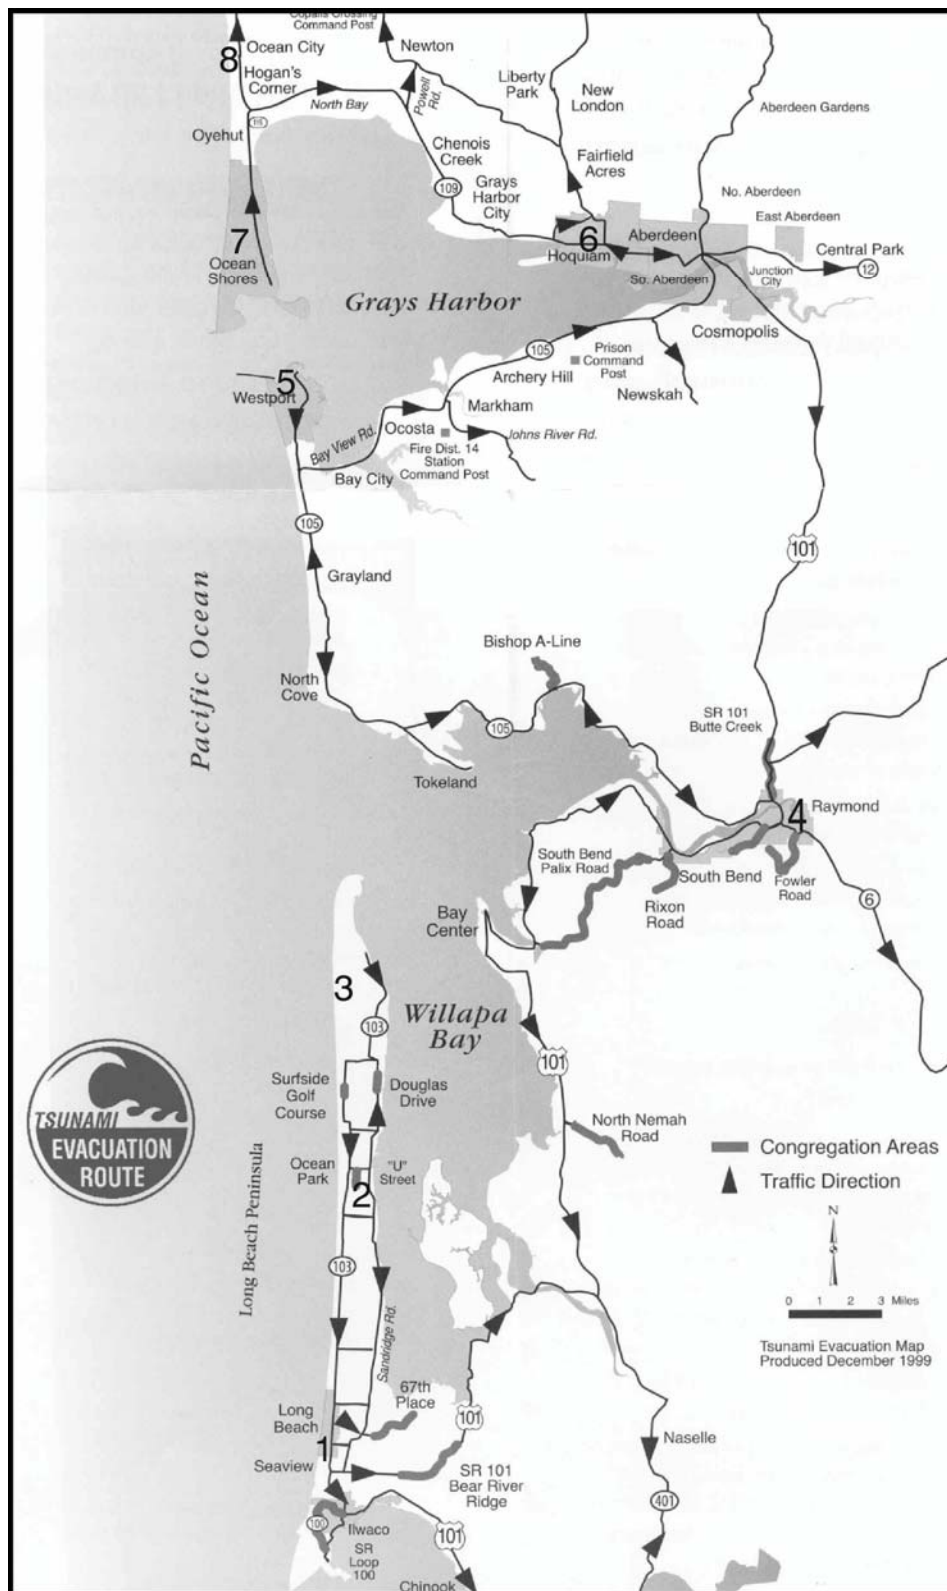 Copalis Crossing
Command Post
8
Ocean City
Newton
Hogan's
Corner
North Bay
Powell
Rd.
Liberty
Park
New
London
Aberdeen Gardens
Oyehut
Chenois
Creek
Fairfield
Acres
109
Grays
Harbor
City
No. Aberdeen
East Aberdeen
7
Ocean
Shores
6
Hoquiam
Aberdeen
Central Park
12
So. Aberdeen
Junction
City
Grays Harbor
Cosmopolis
105
Prison
Command
Post
Archery Hill
Newskah
5
Westport
Markham
Ocosta
Johns River Rd.
Bay View Rd.
Fire Dist. 14
Station
Command Post
Bay City
105
101
Grayland
Pacific Ocean
Bishop A-Line
North
Cove
105
SR 101
Butte Creek
Tokeland
4
Raymond
South Bend
Palix Road
South Bend
Fowler
Road
Rixon
Road
6
Bay
Center
3
Willapa
Bay
103
101
Surfside
Golf
Course
Douglas
Drive
TSUNAMI
EVACUATION
ROUTE
North Nemah
Road
Congregation Areas
Traffic Direction
Ocean
Park
"U"
Street
2
N
Long Beach Peninsula
103
0 1 2 3 Miles
Sandridge Rd.
Tsunami Evacuation Map
Produced December 1999
67th
Place
Long
Beach
101
1
Seaview
Naselle
SR 101
Bear River
Ridge
401
100
Ilwaco
101
SR
Loop
100
Chinook